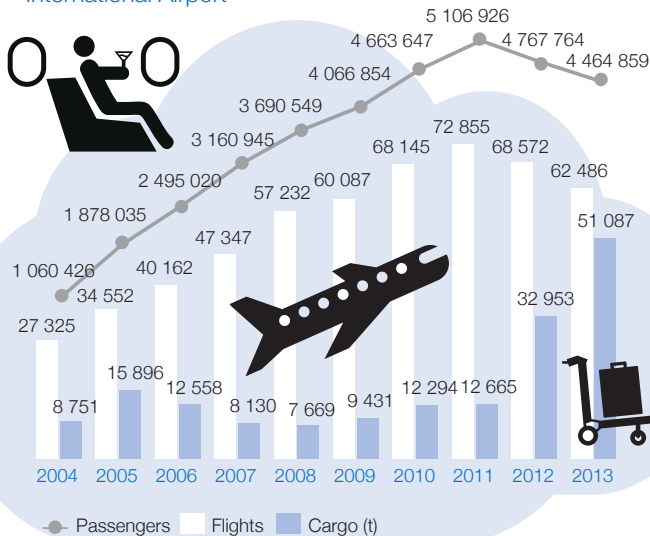 International Airport
5 106 926
4 663 647
4 767 764
4 066 854
4 464 859
3 690 549
72 855
3 160 945
68 145
68 572
2 495 020
57 232
60 087
62 486
1 878 035
51 087
47 347
1 060 426
40 162
34 552
32 953
27 325
15 896
12 558
8 751
8 130
7 669
9 431
12 294
12 665
2004 2005 2006 2007 2008 2009 2010 2011 2012 2013
Passengers Flights Cargo (t)